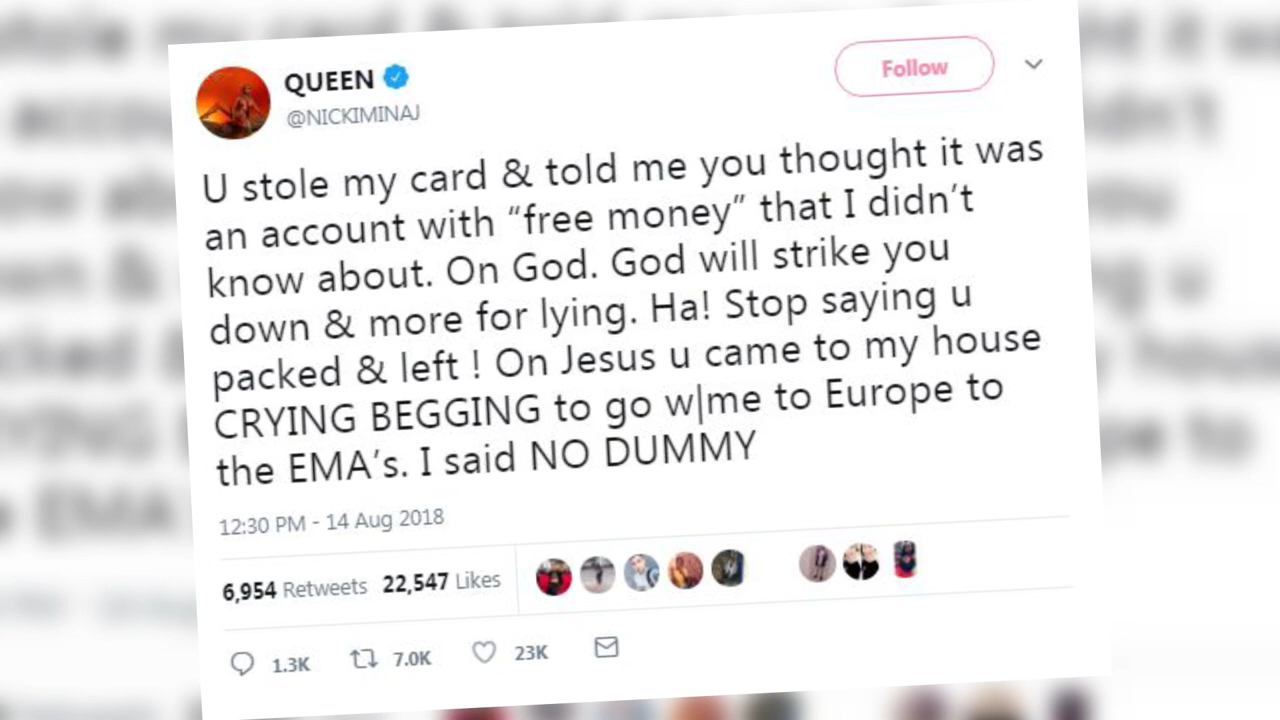 QUEEN
@NICKIMINAJ
Follow
U stole my card & told me you thought it was
an account with “free money” that I didn’t
know about. On God. God will strike you
down & more for lying. Ha! Stop saying u
packed & left ! On Jesus u came to my house
CRYING BEGGING to go w|me to Europe to
the EMA’s. I said NO DUMMY
12:30 PM - 14 Aug 2018
6,954 Retweets 22,547 Likes
1.3K 7.0K 23K